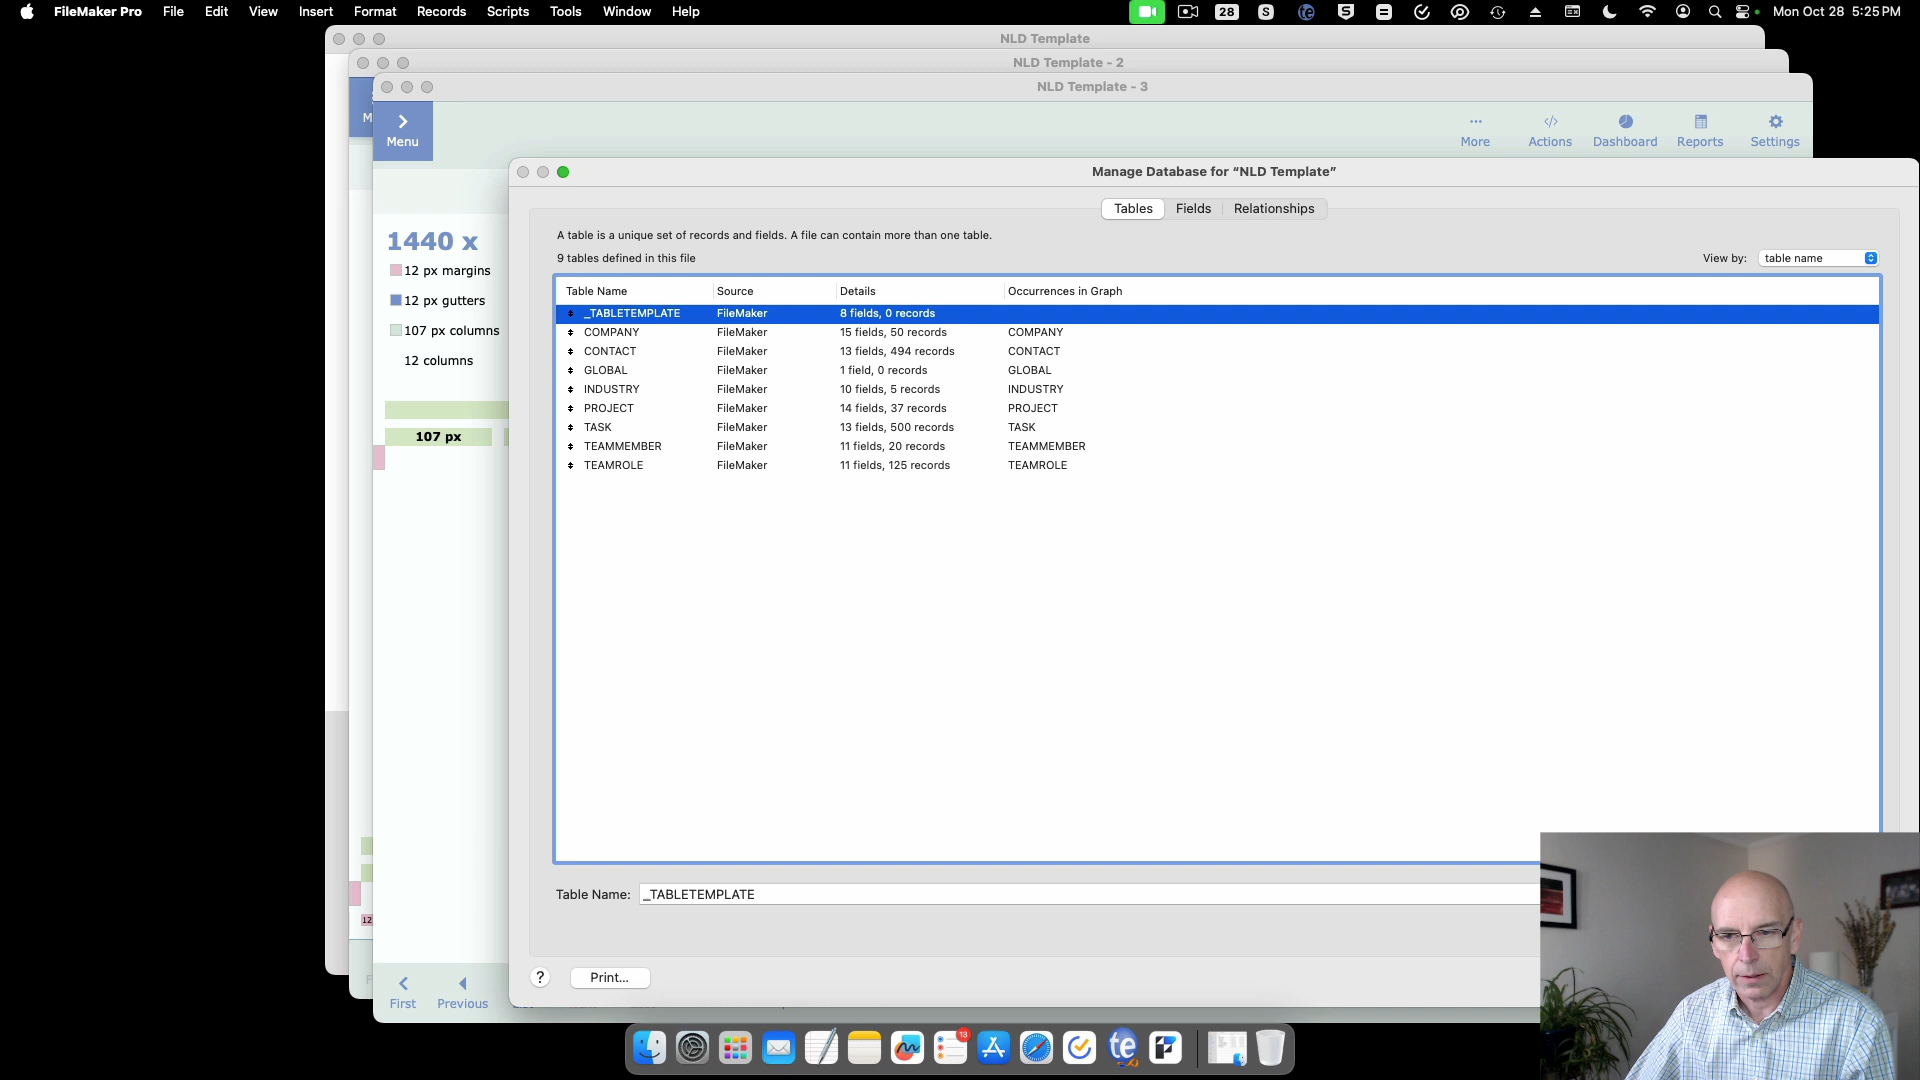 FileMaker Pro File Edit View Insert Format Records Scripts Tools Window Help 28 S te Mon Oct 28 5:25 PM
NLD Template
NLD Template - 2
NLD Template - 3
M
Menu
More Actions Dashboard Reports Settings
Manage Database for “NLD Template”
Tables Fields Relationships
A table is a unique set of records and fields. A file can contain more than one table.
9 tables defined in this file
View by: table name
Table Name Source Details Occurrences in Graph
_TABLETEMPLATE FileMaker 8 fields, 0 records
COMPANY FileMaker 15 fields, 50 records COMPANY
CONTACT FileMaker 13 fields, 494 records CONTACT
GLOBAL FileMaker 1 field, 0 records GLOBAL
INDUSTRY FileMaker 10 fields, 5 records INDUSTRY
PROJECT FileMaker 14 fields, 37 records PROJECT
TASK FileMaker 13 fields, 500 records TASK
TEAMMEMBER FileMaker 11 fields, 20 records TEAMMEMBER
TEAMROLE FileMaker 11 fields, 125 records TEAMROLE
1440 x
12 px margins
12 px gutters
107 px columns
12 columns
107 px
12
Table Name: _TABLETEMPLATE
? Print...
First Previous
13
te